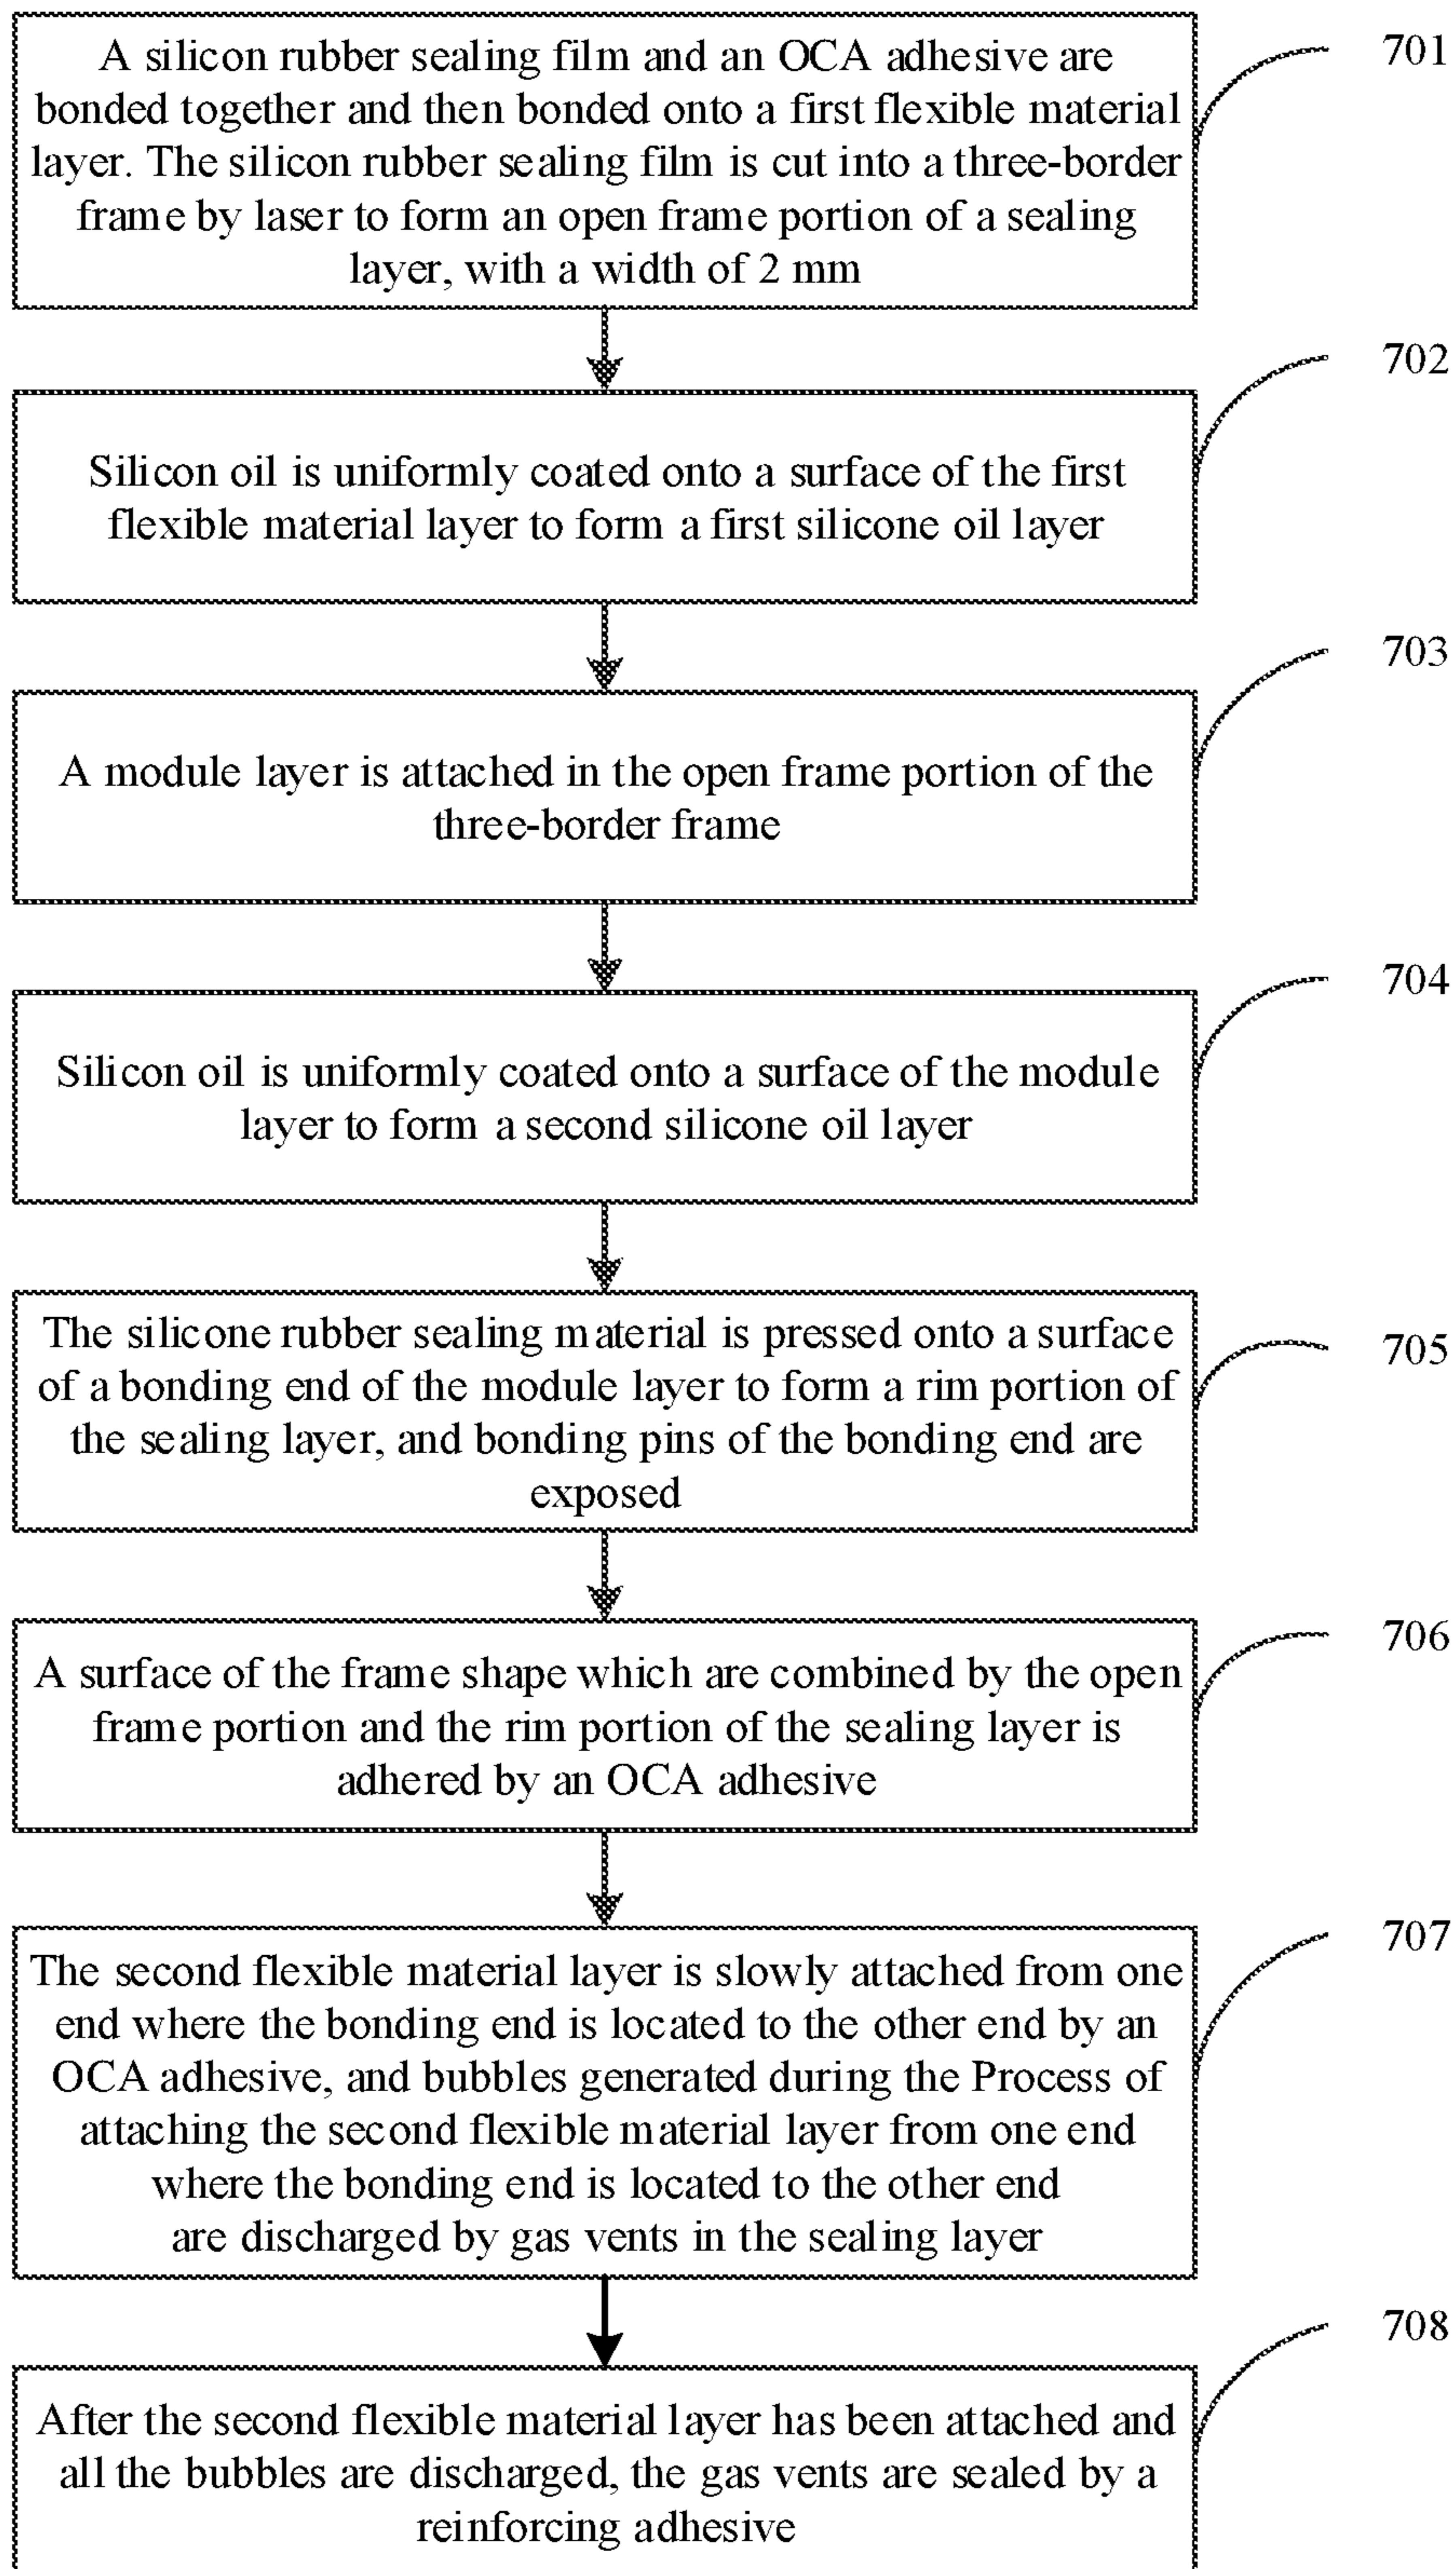 A silicon rubber sealing film and an OCA adhesive are
bonded together and then bonded onto a first flexible material
layer. The silicon rubber sealing film is cut into a three-border
frame by laser to form an open frame portion of a sealing
layer, with a width of 2 mm
701
Silicon oil is uniformly coated onto a surface of the first
flexible material layer to form a first silicone oil layer
702
A module layer is attached in the open frame portion of the
three-border frame
703
Silicon oil is uniformly coated onto a surface of the module
layer to form a second silicone oil layer
704
The silicone rubber sealing material is pressed onto a surface
of a bonding end of the module layer to form a rim portion of
the sealing layer, and bonding pins of the bonding end are
exposed
705
A surface of the frame shape which are combined by the open
frame portion and the rim portion of the sealing layer is
adhered by an OCA adhesive
706
The second flexible material layer is slowly attached from one
end where the bonding end is located to the other end by an
OCA adhesive, and bubbles generated during the Process of
attaching the second flexible material layer from one end
where the bonding end is located to the other end
are discharged by gas vents in the sealing layer
707
After the second flexible material layer has been attached and
all the bubbles are discharged, the gas vents are sealed by a
reinforcing adhesive
708